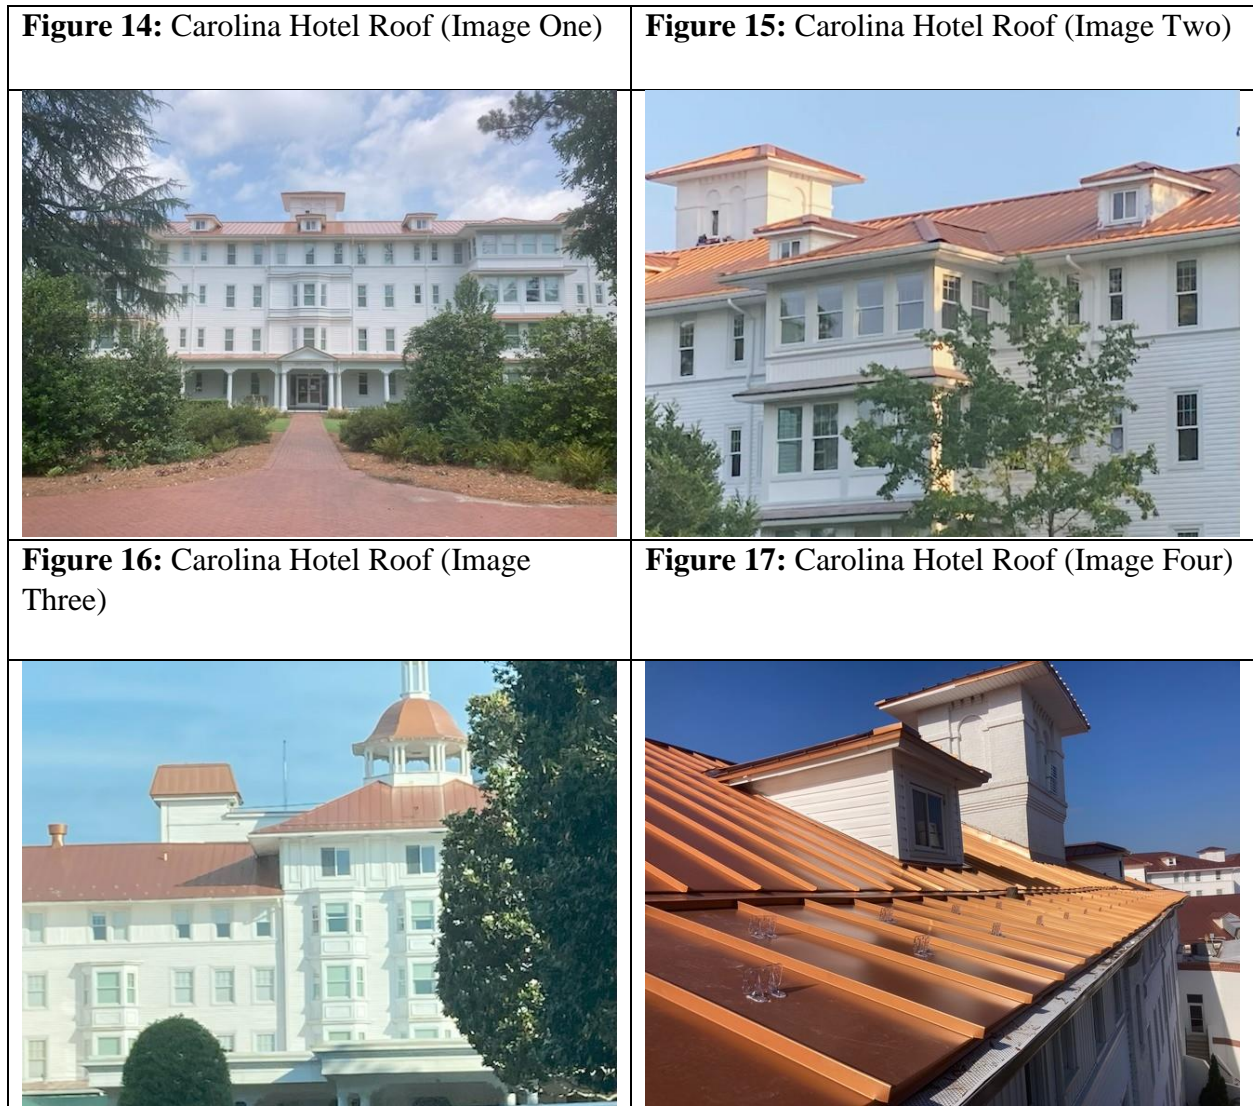 Figure 14: Carolina Hotel Roof (Image One)
Figure 15: Carolina Hotel Roof (Image Two)
Figure 16: Carolina Hotel Roof (Image
Three)
Figure 17: Carolina Hotel Roof (Image Four)